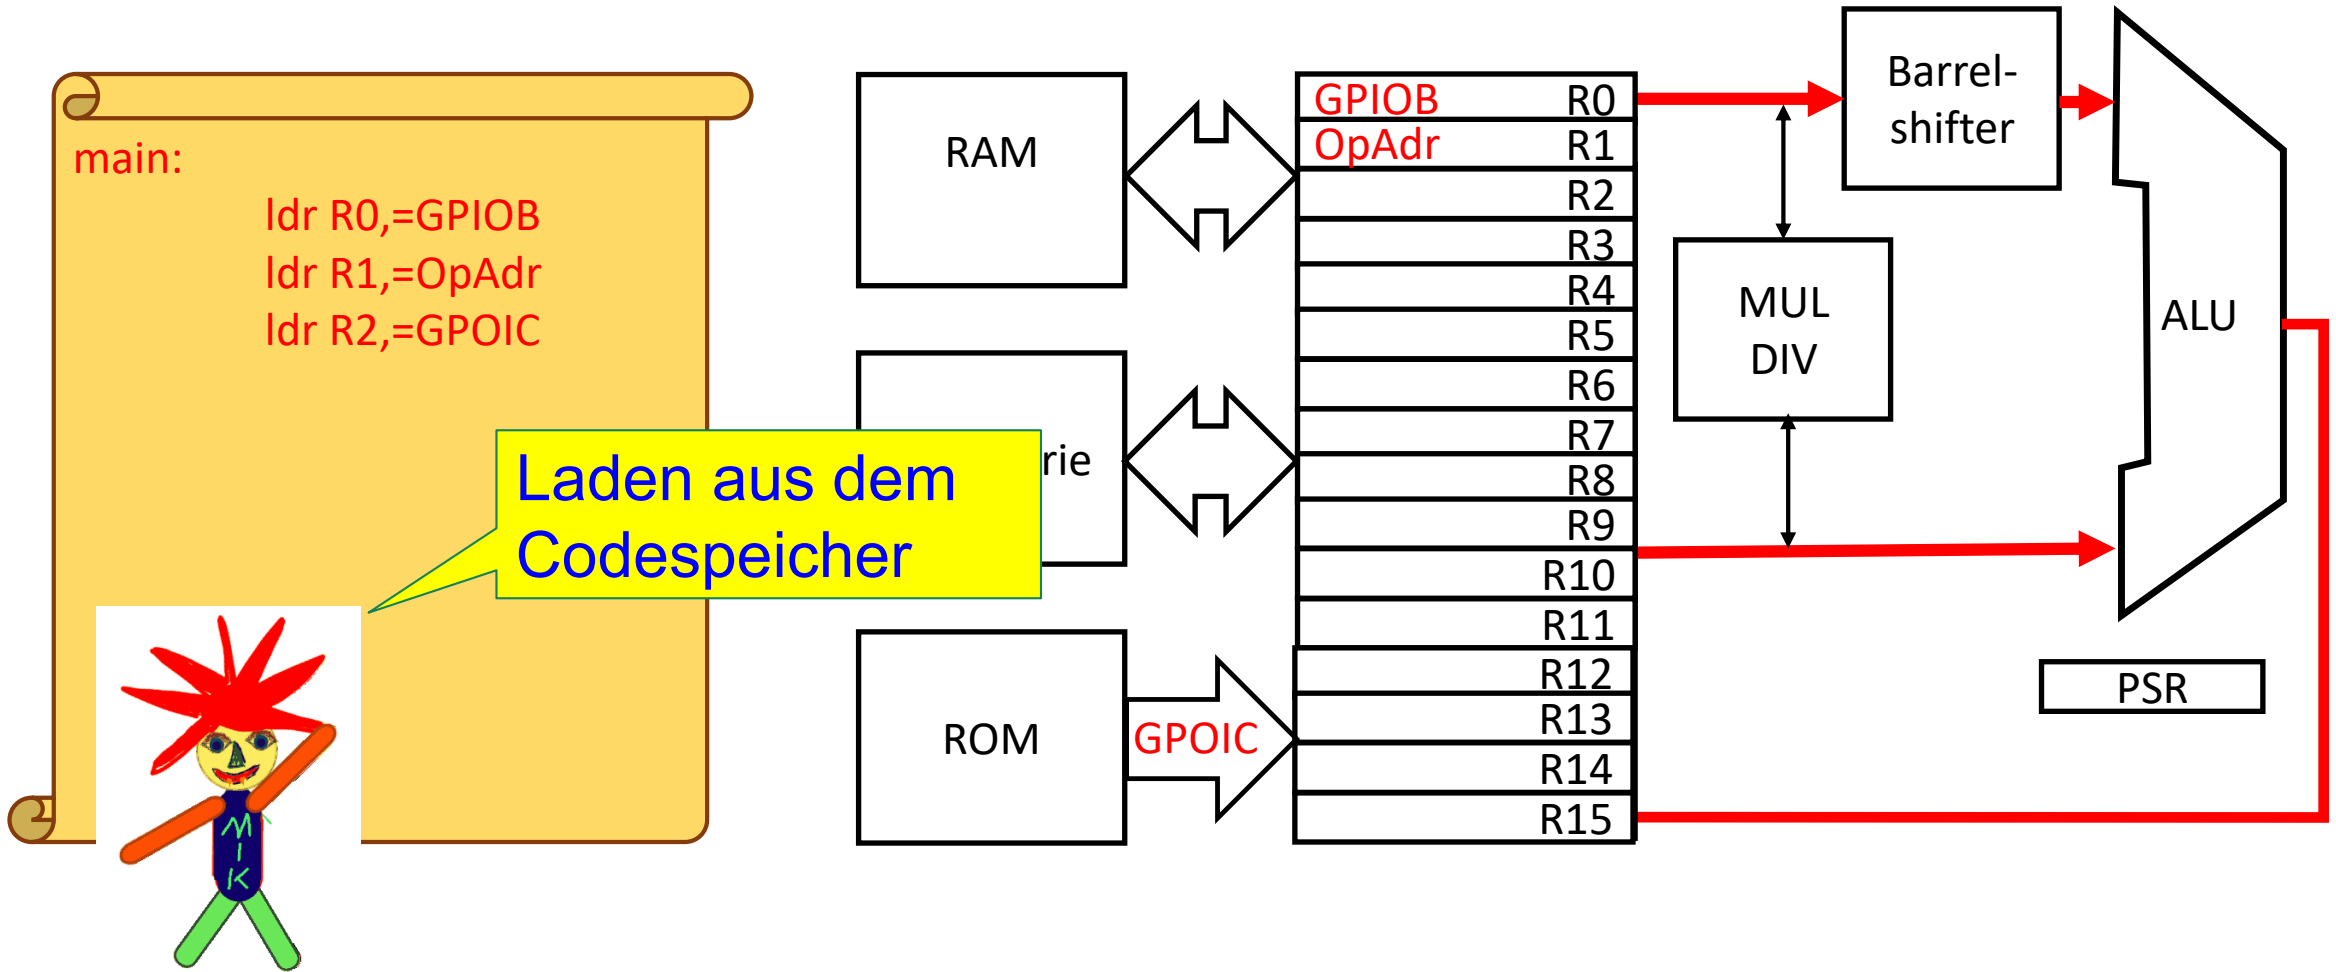 main:
ldr R0,=GPIOB
ldr R1,=OpAdr
ldr R2,=GPOIC
Laden aus dem
Codespeicher
MIK
RAM
rie
ROM
GPOIC
GPIOB R0
OpAdr R1
R2
R3
R4
R5
R6
R7
R8
R9
R10
R11
R12
R13
R14
R15
Barrel-
shifter
MUL
DIV
ALU
PSR